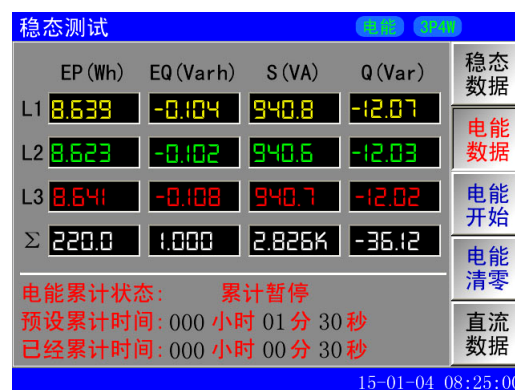 稳态测试 电能 3P4W
EP(Wh) EQ(Varh) S(VA) Q(Var)
L1 8.639 -0.104 940.8 -12.07
L2 8.623 -0.102 940.6 -12.03
L3 8.641 -0.108 940.7 -12.02
Σ 220.0 1.000 2.826K -36.12
电能累计状态: 累计暂停
预设累计时间: 000 小时 01 分 30 秒
已经累计时间: 000 小时 00 分 30 秒
稳态
数据
电能
数据
电能
开始
电能
清零
直流
数据
15-01-04 08:25:00